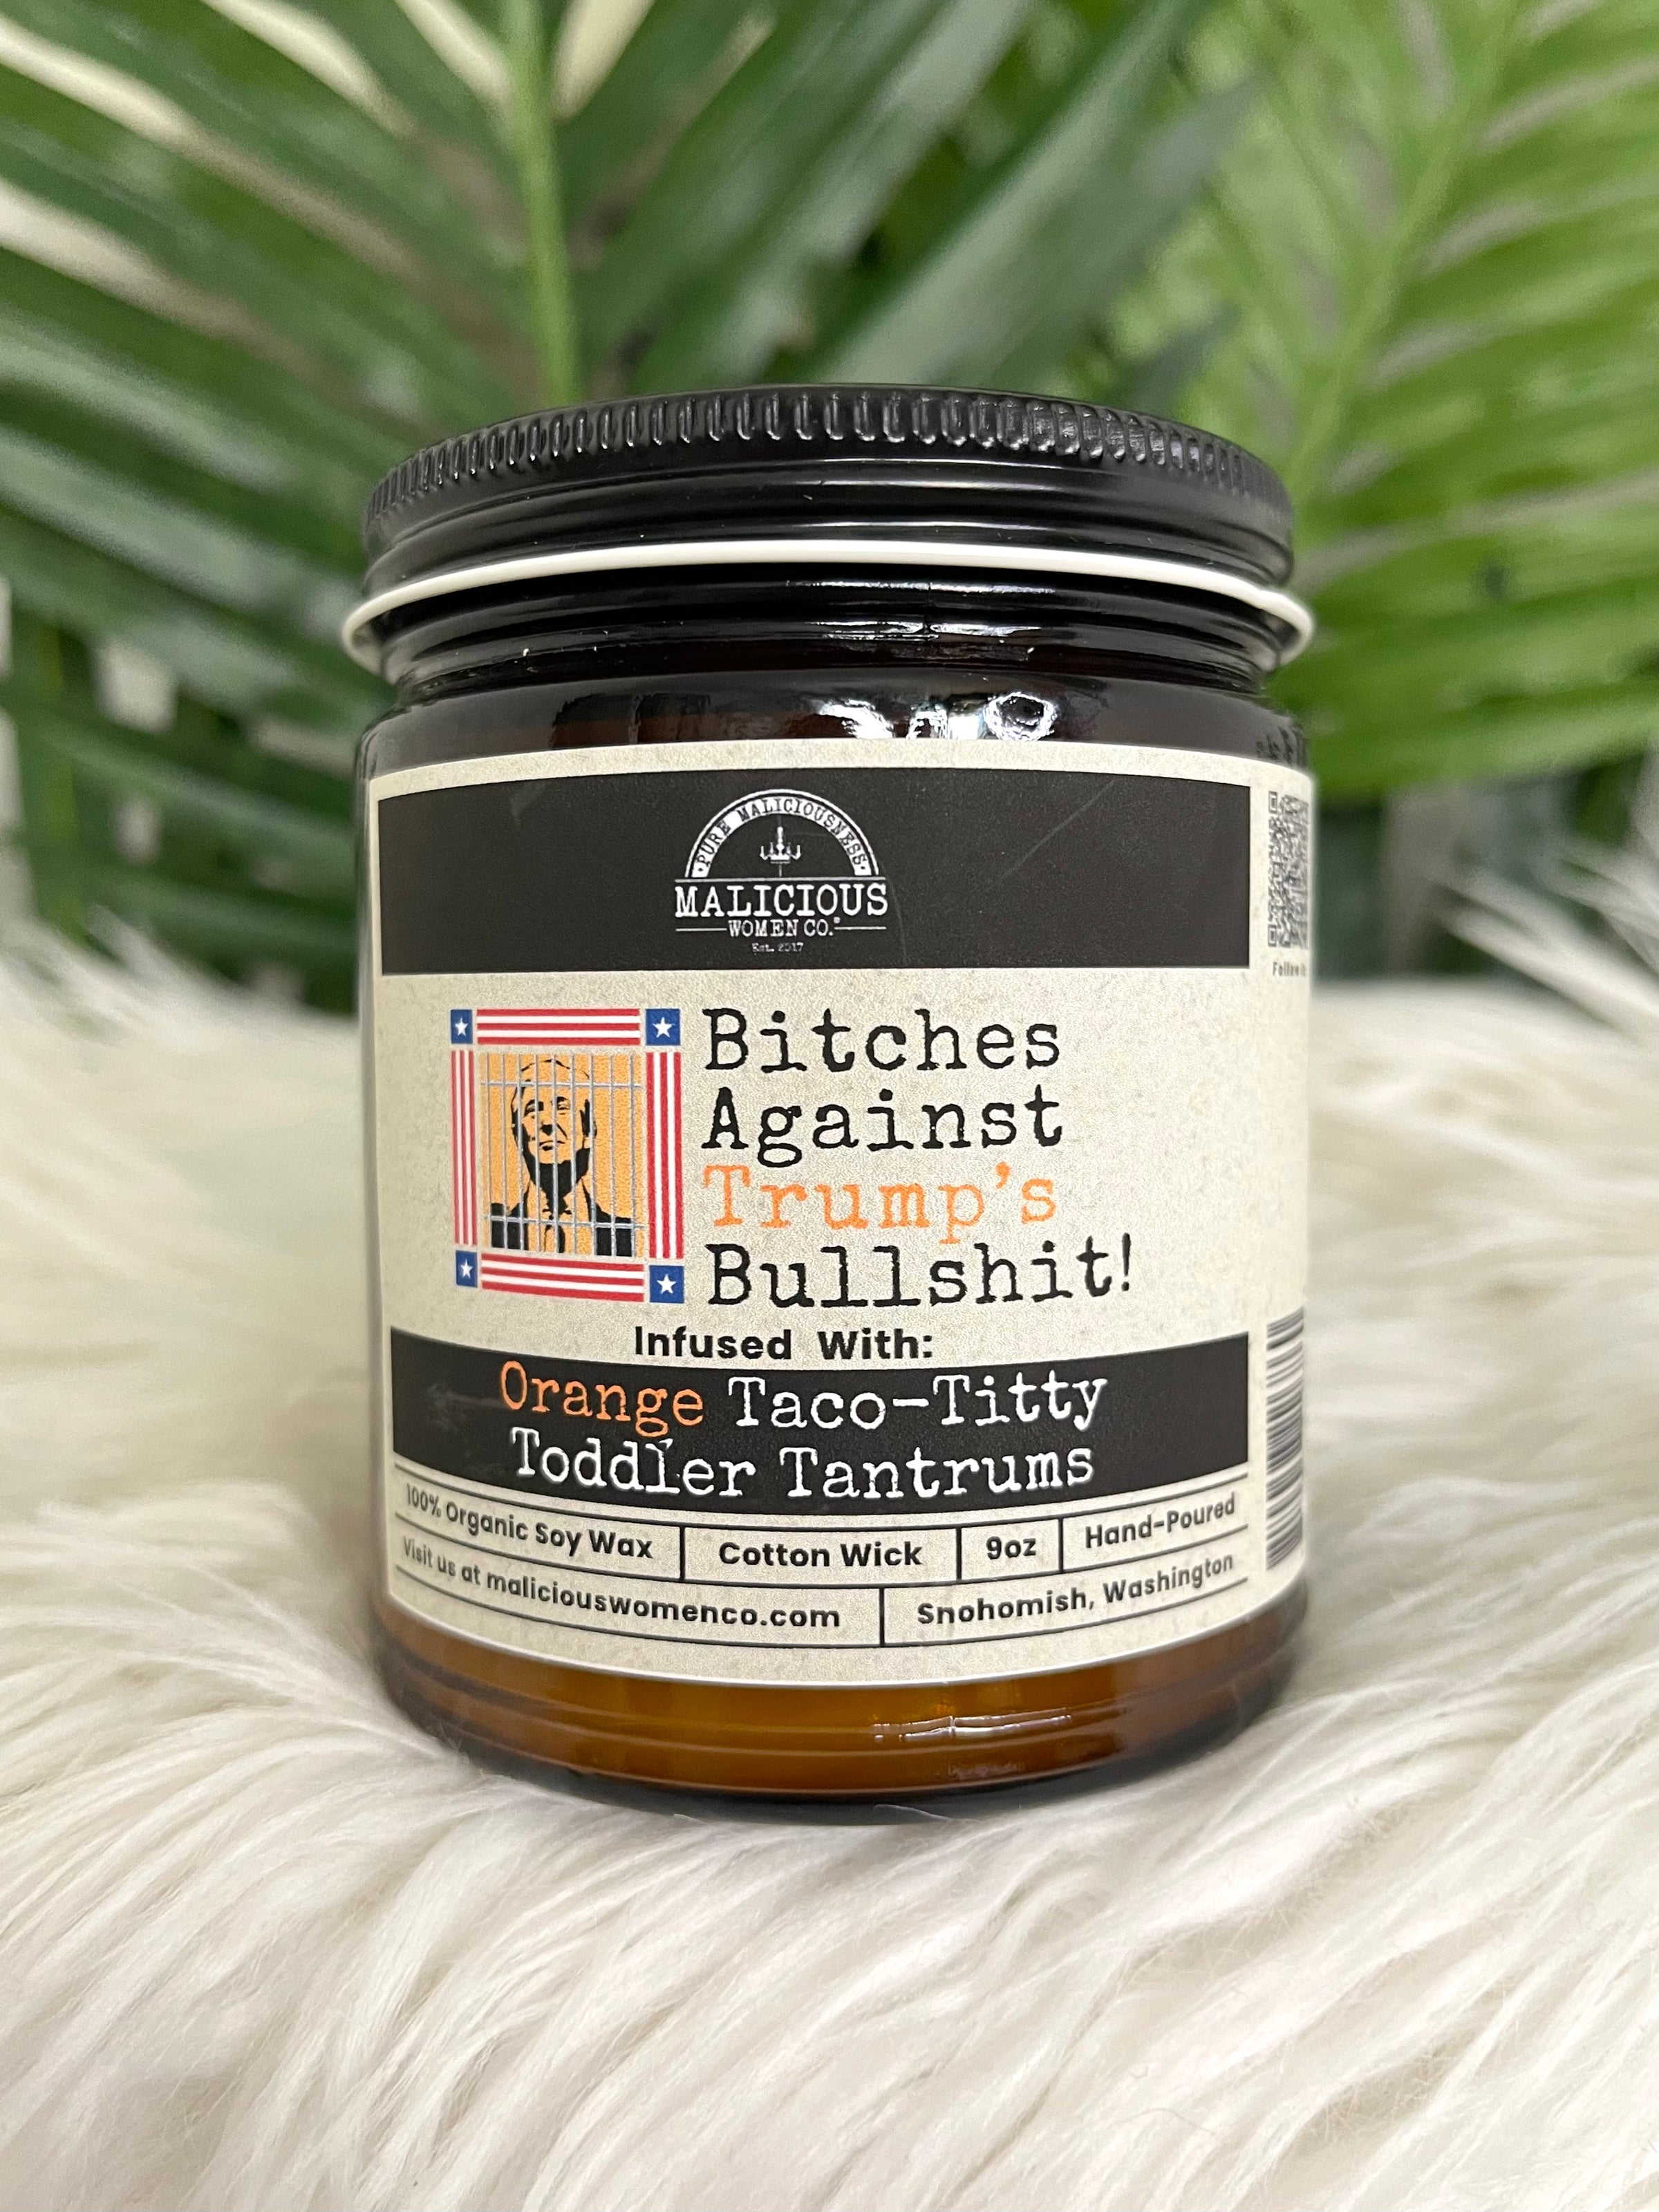 PURE MALICIOUSNESS
MALICIOUS
WOMEN CO.®
Est. 2017
Bitches
Against
Trump's
Bullshit!
Infused With:
Orange Taco-Titty
Toddler Tantrums
100% Organic Soy Wax
Cotton Wick
9oz
Hand-Poured
Visit us at maliciouswomenco.com
Snohomish, Washington
Follow